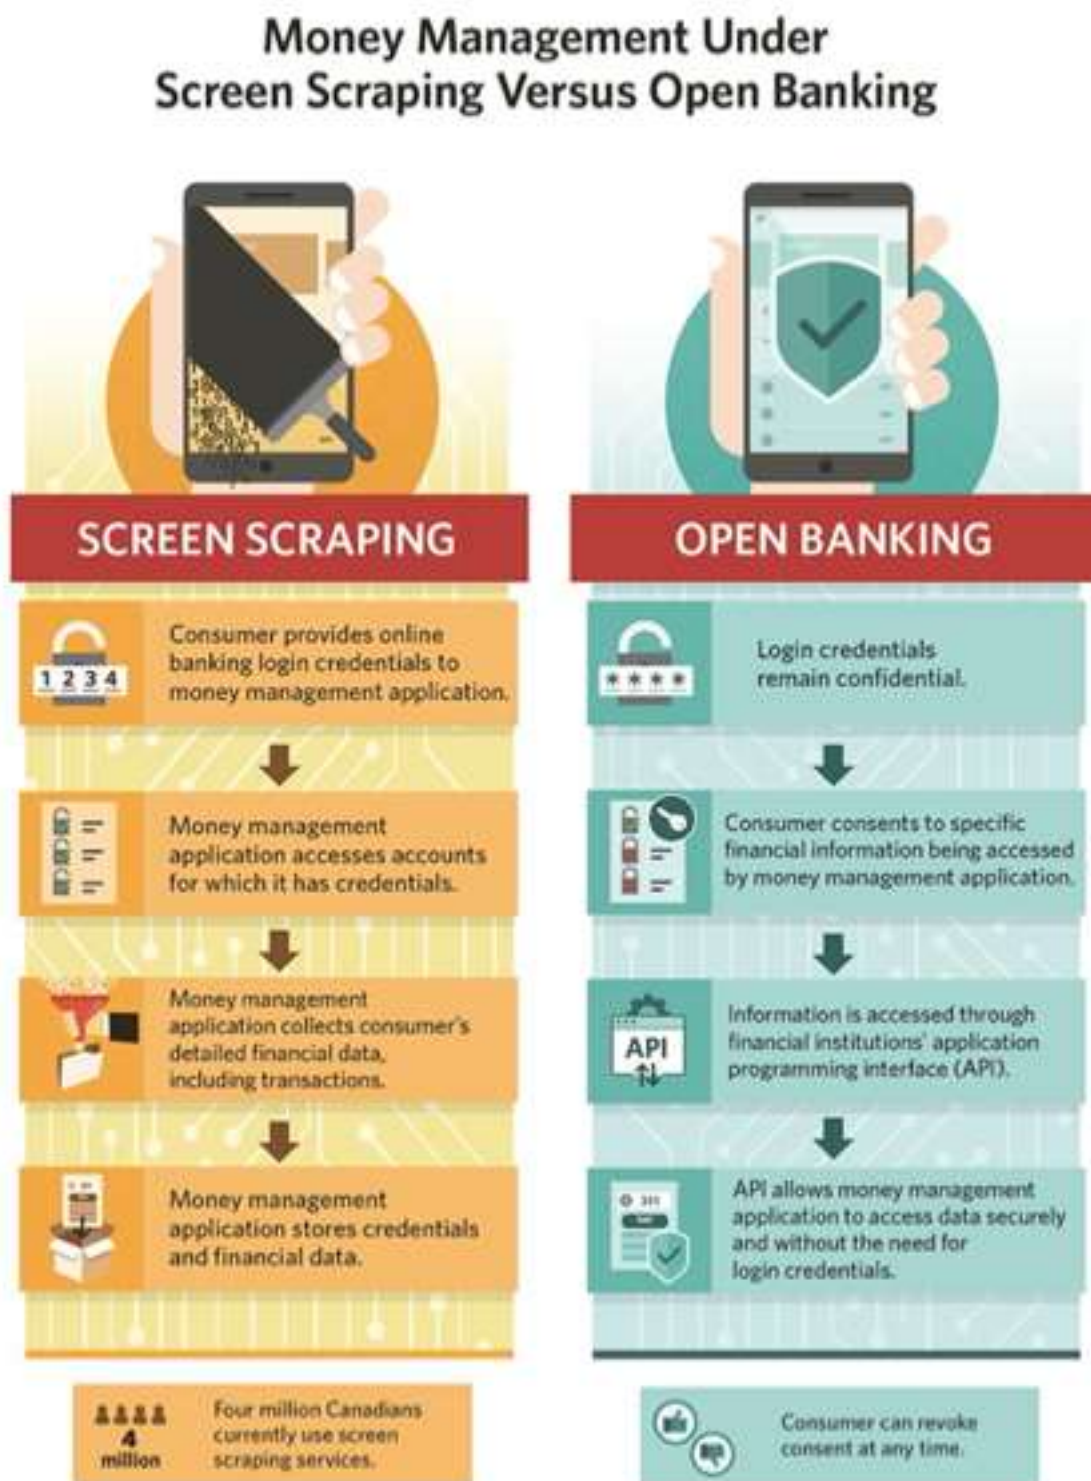 Money Management Under
Screen Scraping Versus Open Banking
SCREEN SCRAPING
1 2 3 4
Consumer provides online
banking login credentials to
money management application.
Money management
application accesses accounts
for which it has credentials.
Money management
application collects consumer's
detailed financial data,
including transactions.
Money management
application stores credentials
and financial data.
4
million
Four million Canadians
currently use screen
scraping services.
OPEN BANKING
* * * *
Login credentials
remain confidential.
Consumer consents to specific
financial information being accessed
by money management application.
API
Information is accessed through
financial institutions' application
programming interface (API).
API allows money management
application to access data securely
and without the need for
login credentials.
Consumer can revoke
consent at any time.